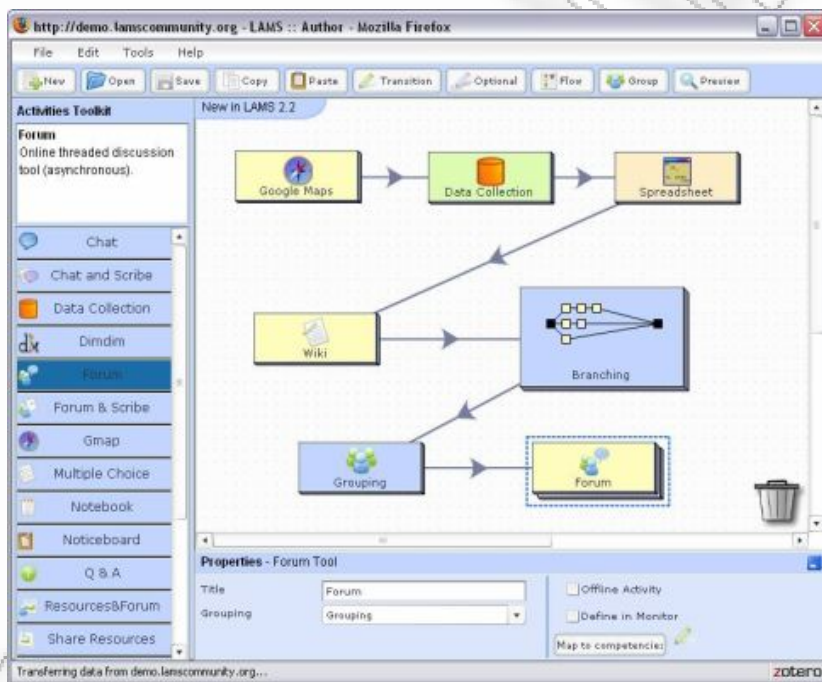 http://demo.lamscommunity.org - LAMS :: Author - Mozilla Firefox
File Edit Tools Help
New Open Save Copy Paste Transition Optional Flow Group Preview
Activities Toolkit
Forum
Online threaded discussion
tool (asynchronous).
Chat
Chat and Scribe
Data Collection
Dimdim
Forum
Forum & Scribe
Gmap
Multiple Choice
Notebook
Noticeboard
Q & A
Resources&Forum
Share Resources
New in LAMS 2.2
Google Maps
Data Collection
Spreadsheet
Wiki
Branching
Grouping
Forum
Properties - Forum Tool
Title Forum
Grouping Grouping
Offline Activity
Define in Monitor
Map to competencies
Transferring data from demo.lamscommunity.org...
zotero